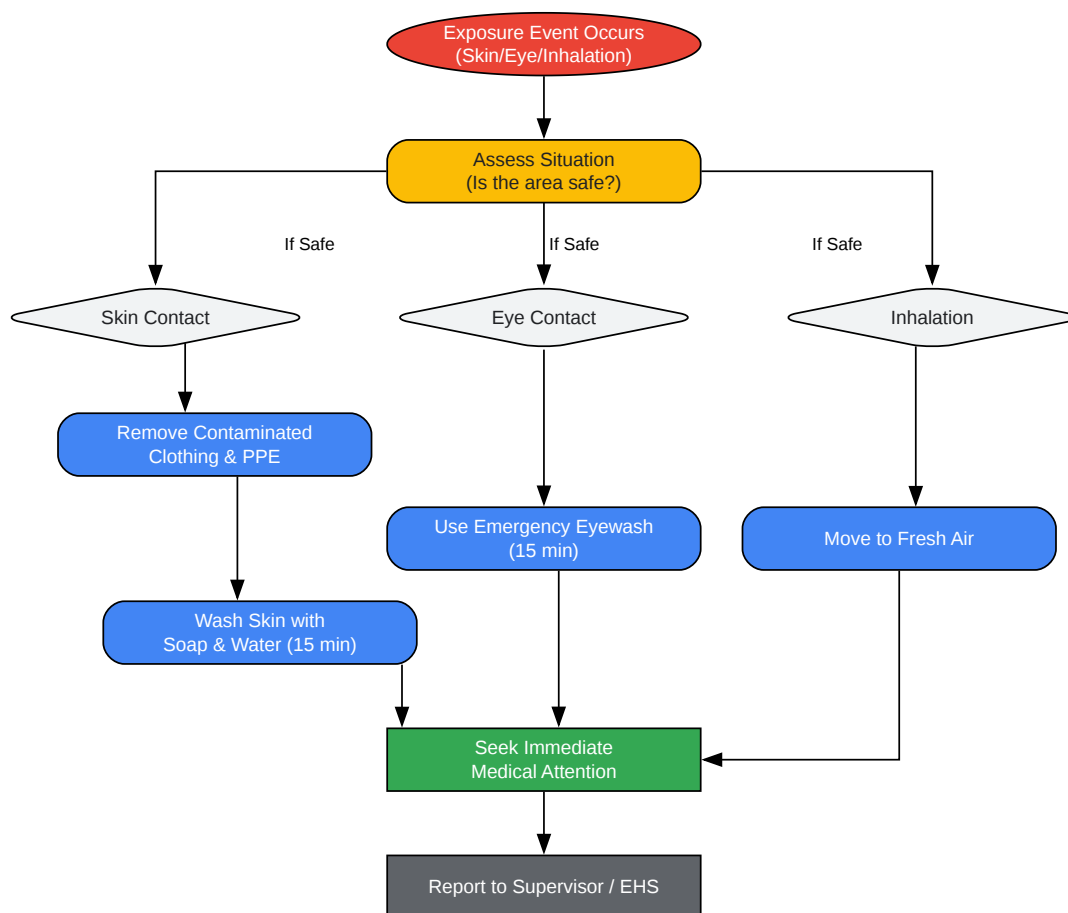 Exposure Event Occurs
(Skin/Eye/Inhalation)
Assess Situation
(Is the area safe?)
If Safe
If Safe
If Safe
Skin Contact
Eye Contact
Inhalation
Remove Contaminated
Clothing & PPE
Use Emergency Eyewash
(15 min)
Move to Fresh Air
Wash Skin with
Soap & Water (15 min)
Seek Immediate
Medical Attention
Report to Supervisor / EHS